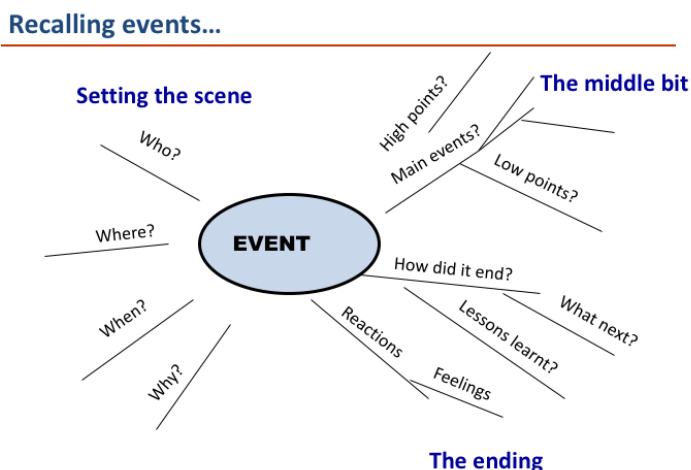 Recalling events…
Setting the scene
Who?
Where?
When?
Why?
EVENT
The middle bit
High points?
Main events?
Low points?
How did it end?
What next?
Lessons learnt?
Reactions
Feelings
The ending